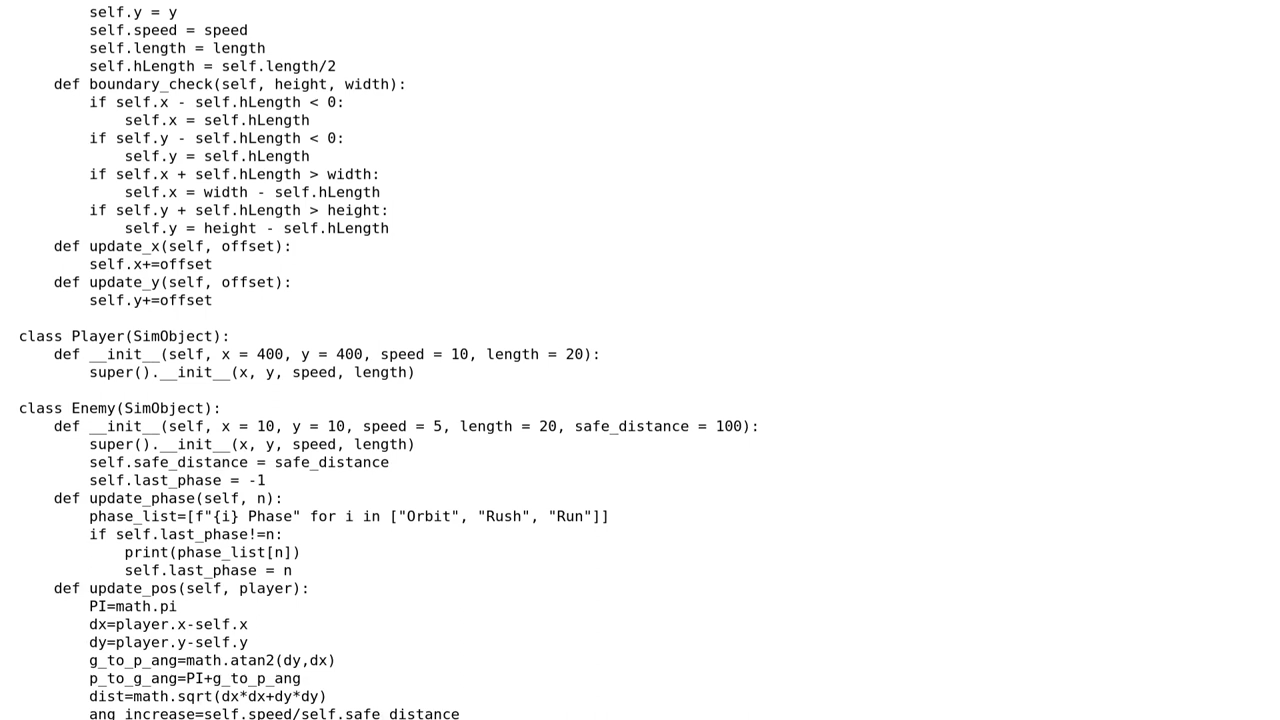 self.y = y
        self.speed = speed
        self.length = length
        self.hLength = self.length/2
    def boundary_check(self, height, width):
        if self.x - self.hLength < 0:
            self.x = self.hLength
        if self.y - self.hLength < 0:
            self.y = self.hLength
        if self.x + self.hLength > width:
            self.x = width - self.hLength
        if self.y + self.hLength > height:
            self.y = height - self.hLength
    def update_x(self, offset):
        self.x+=offset
    def update_y(self, offset):
        self.y+=offset

class Player(SimObject):
    def __init__(self, x = 400, y = 400, speed = 10, length = 20):
        super().__init__(x, y, speed, length)

class Enemy(SimObject):
    def __init__(self, x = 10, y = 10, speed = 5, length = 20, safe_distance = 100):
        super().__init__(x, y, speed, length)
        self.safe_distance = safe_distance
        self.last_phase = -1
    def update_phase(self, n):
        phase_list=[f"{i} Phase" for i in ["Orbit", "Rush", "Run"]]
        if self.last_phase!=n:
            print(phase_list[n])
            self.last_phase = n
    def update_pos(self, player):
        PI=math.pi
        dx=player.x-self.x
        dy=player.y-self.y
        g_to_p_ang=math.atan2(dy,dx)
        p_to_g_ang=PI+g_to_p_ang
        dist=math.sqrt(dx*dx+dy*dy)
        ang_increase=self.speed/self.safe_distance